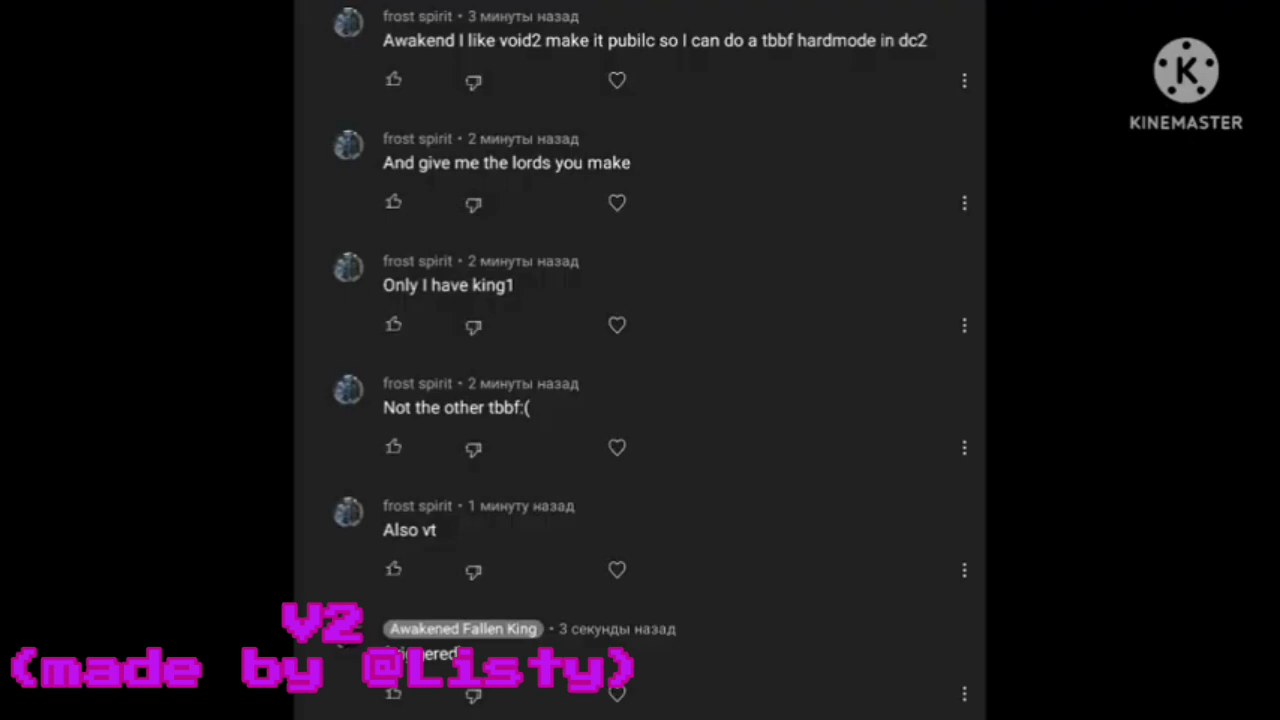 frost spirit • 3 минуты назад
Awakend I like void2 make it pubilc so I can do a tbbf hardmode in dc2
KINEMASTER
frost spirit • 2 минуты назад
And give me the lords you make
frost spirit • 2 минуты назад
Only I have king1
frost spirit • 2 минуты назад
Not the other tbbf:(
frost spirit • 1 минуту назад
Also vt
Awakened Fallen King • 3 секунды назад
V2
(made by @Listy)